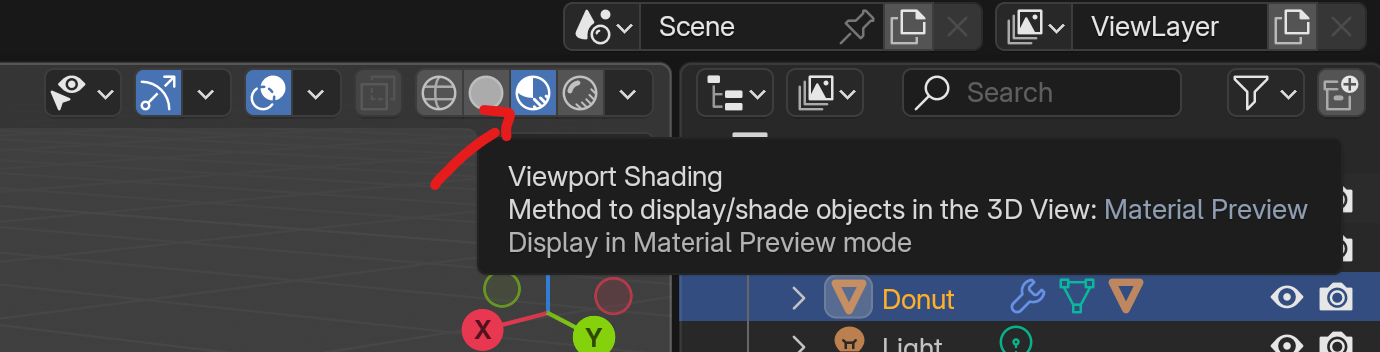 Scene
ViewLayer
Search
Viewport Shading
Method to display/shade objects in the 3D View: Material Preview
Display in Material Preview mode
Donut
X
Y
Light